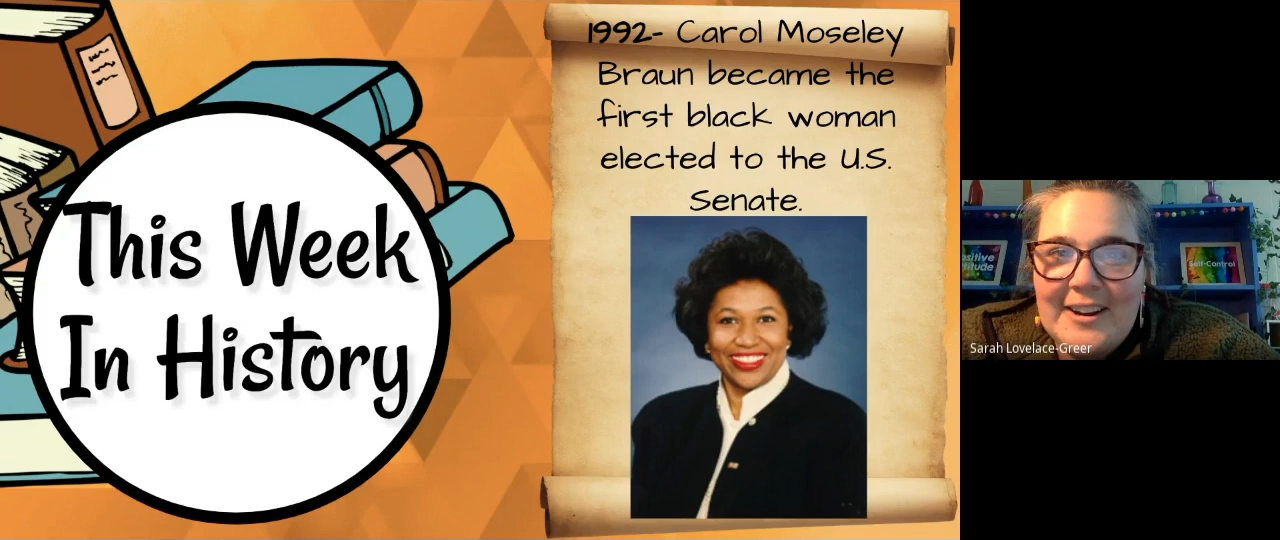 This Week
In History
1992- Carol Moseley
Braun became the
first black woman
elected to the U.S.
Senate.
Self-Control
Sarah Lovelace-Greer